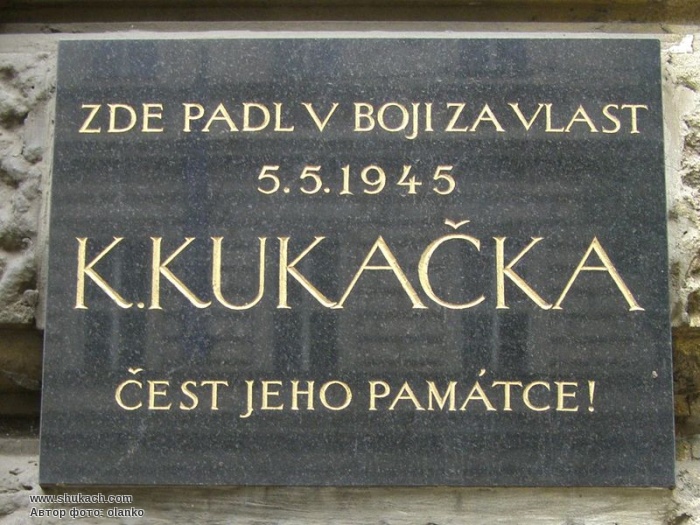 ZDE PADL V BOJI ZA VLAST
5.5.1945
K.KUKAČKA
ČEST JEHO PAMÁTCE!
www.shukach.com
Автор фото: olanko